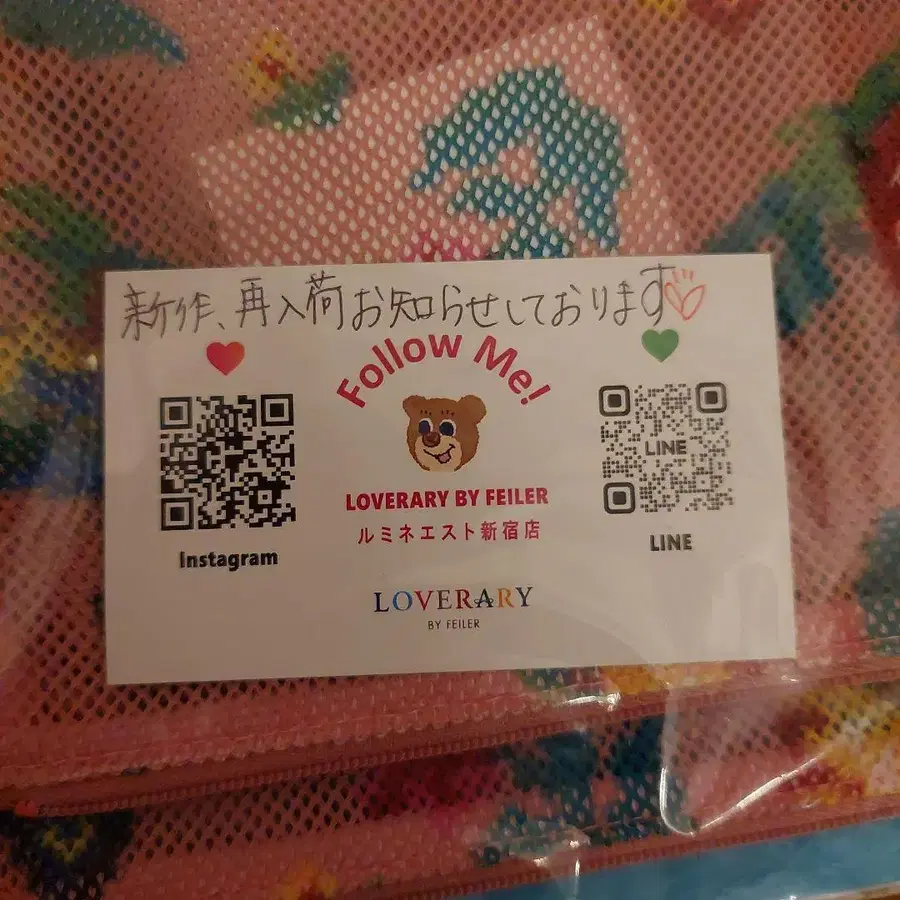 新作、再入荷お知らせしております
Follow Me!
LINE
LOVERARY BY FEILER
ルミネエスト新宿店
Instagram
LINE
LOVERARY
BY FEILER